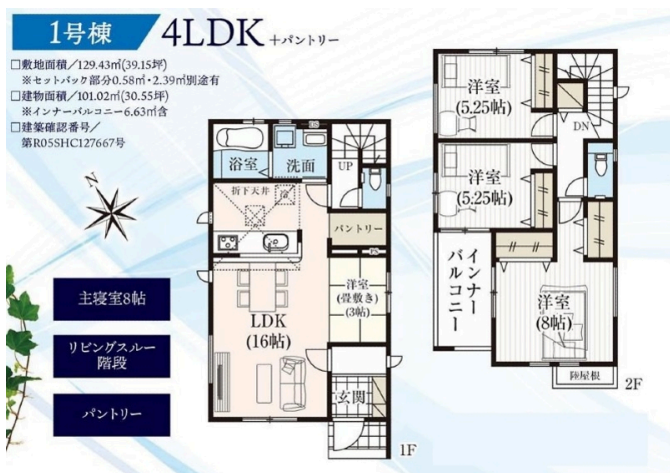 1号棟
4LDK +パントリー
□敷地面積/129.43㎡(39.15坪)
※セットバック部分0.58㎡・2.39㎡別途有
□建物面積/101.02㎡(30.55坪)
※インナーバルコニー6.63㎡含
□建築確認番号/
第R05SHC127667号
N
主寝室8帖
リビングスルー
階段
パントリー
浴室
洗面
UP
折下天井
冷
パントリー
洋室
(畳敷き)
(3帖)
LDK
(16帖)
玄関
1F
洋室
(5.25帖)
DN
洋室
(5.25帖)
インナー
バルコニー
洋室
(8帖)
陸屋根
2F